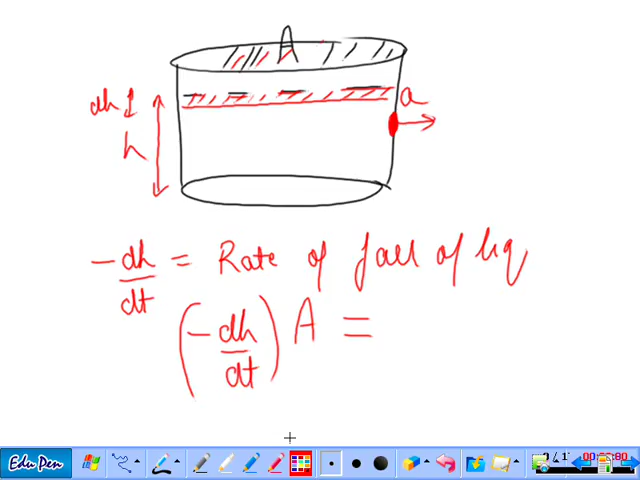 A
dh
a
h
-dh/dt = Rate of fall of liq
(-dh/dt) A =
Edu Pen